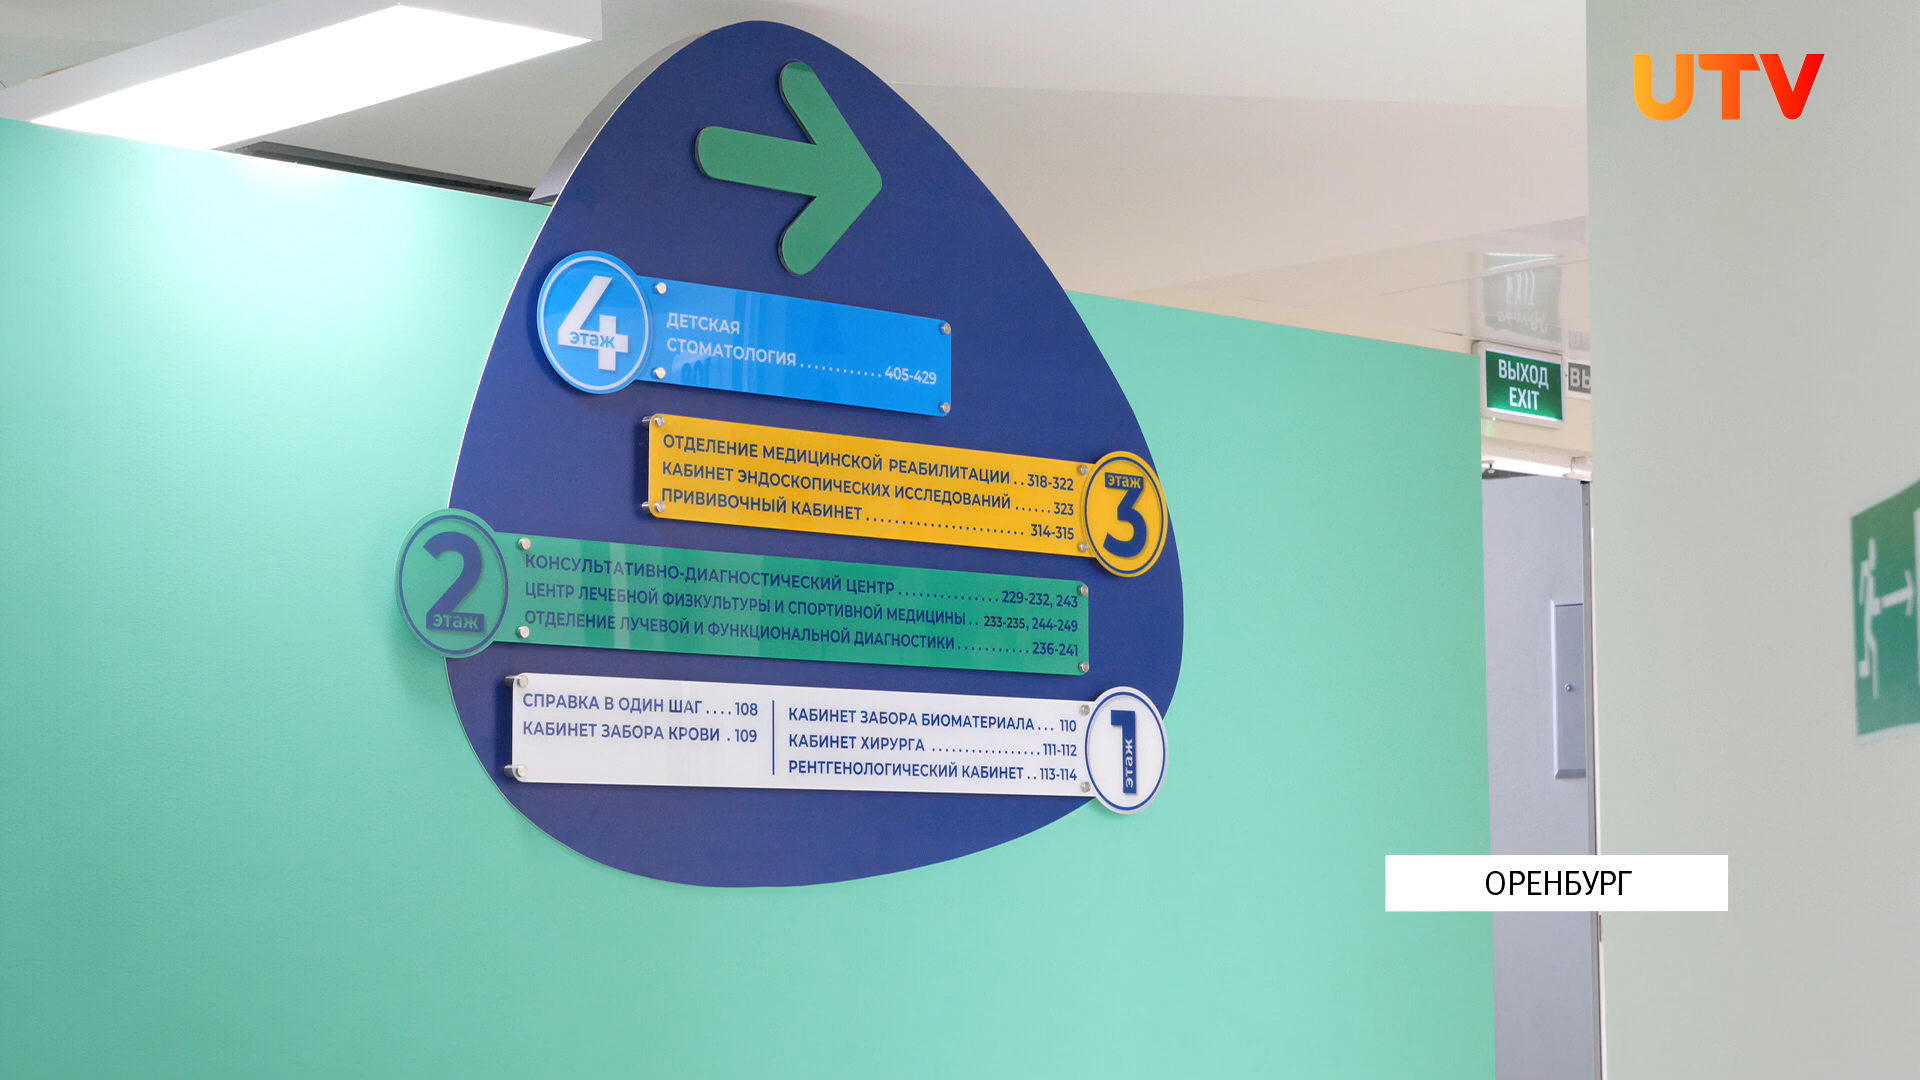 UTV
4
этаж
ДЕТСКАЯ
СТОМАТОЛОГИЯ ............ 405-429
ОТДЕЛЕНИЕ МЕДИЦИНСКОЙ РЕАБИЛИТАЦИИ .. 318-322
КАБИНЕТ ЭНДОСКОПИЧЕСКИХ ИССЛЕДОВАНИЙ ...... 323
ПРИВИВОЧНЫЙ КАБИНЕТ ....................... 314-315
этаж
3
2
этаж
КОНСУЛЬТАТИВНО-ДИАГНОСТИЧЕСКИЙ ЦЕНТР ............... 229-232, 243
ЦЕНТР ЛЕЧЕБНОЙ ФИЗКУЛЬТУРЫ И СПОРТИВНОЙ МЕДИЦИНЫ .. 233-235, 244-249
ОТДЕЛЕНИЕ ЛУЧЕВОЙ И ФУНКЦИОНАЛЬНОЙ ДИАГНОСТИКИ ........... 236-241
СПРАВКА В ОДИН ШАГ .... 108
КАБИНЕТ ЗАБОРА КРОВИ . 109
КАБИНЕТ ЗАБОРА БИОМАТЕРИАЛА ... 110
КАБИНЕТ ХИРУРГА ................. 111-112
РЕНТГЕНОЛОГИЧЕСКИЙ КАБИНЕТ .. 113-114
1
этаж
ВЫХОД
EXIT
ОРЕНБУРГ